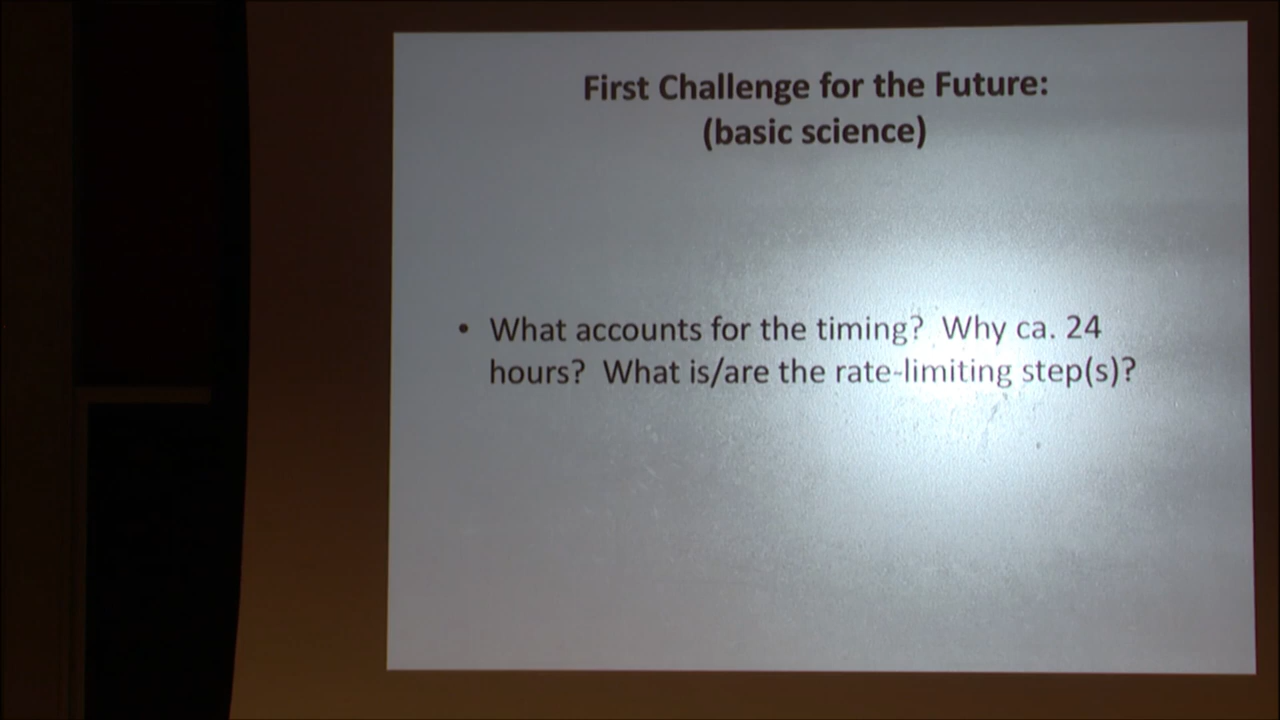 First Challenge for the Future:
(basic science)
• What accounts for the timing?  Why ca. 24
hours?  What is/are the rate-limiting step(s)?